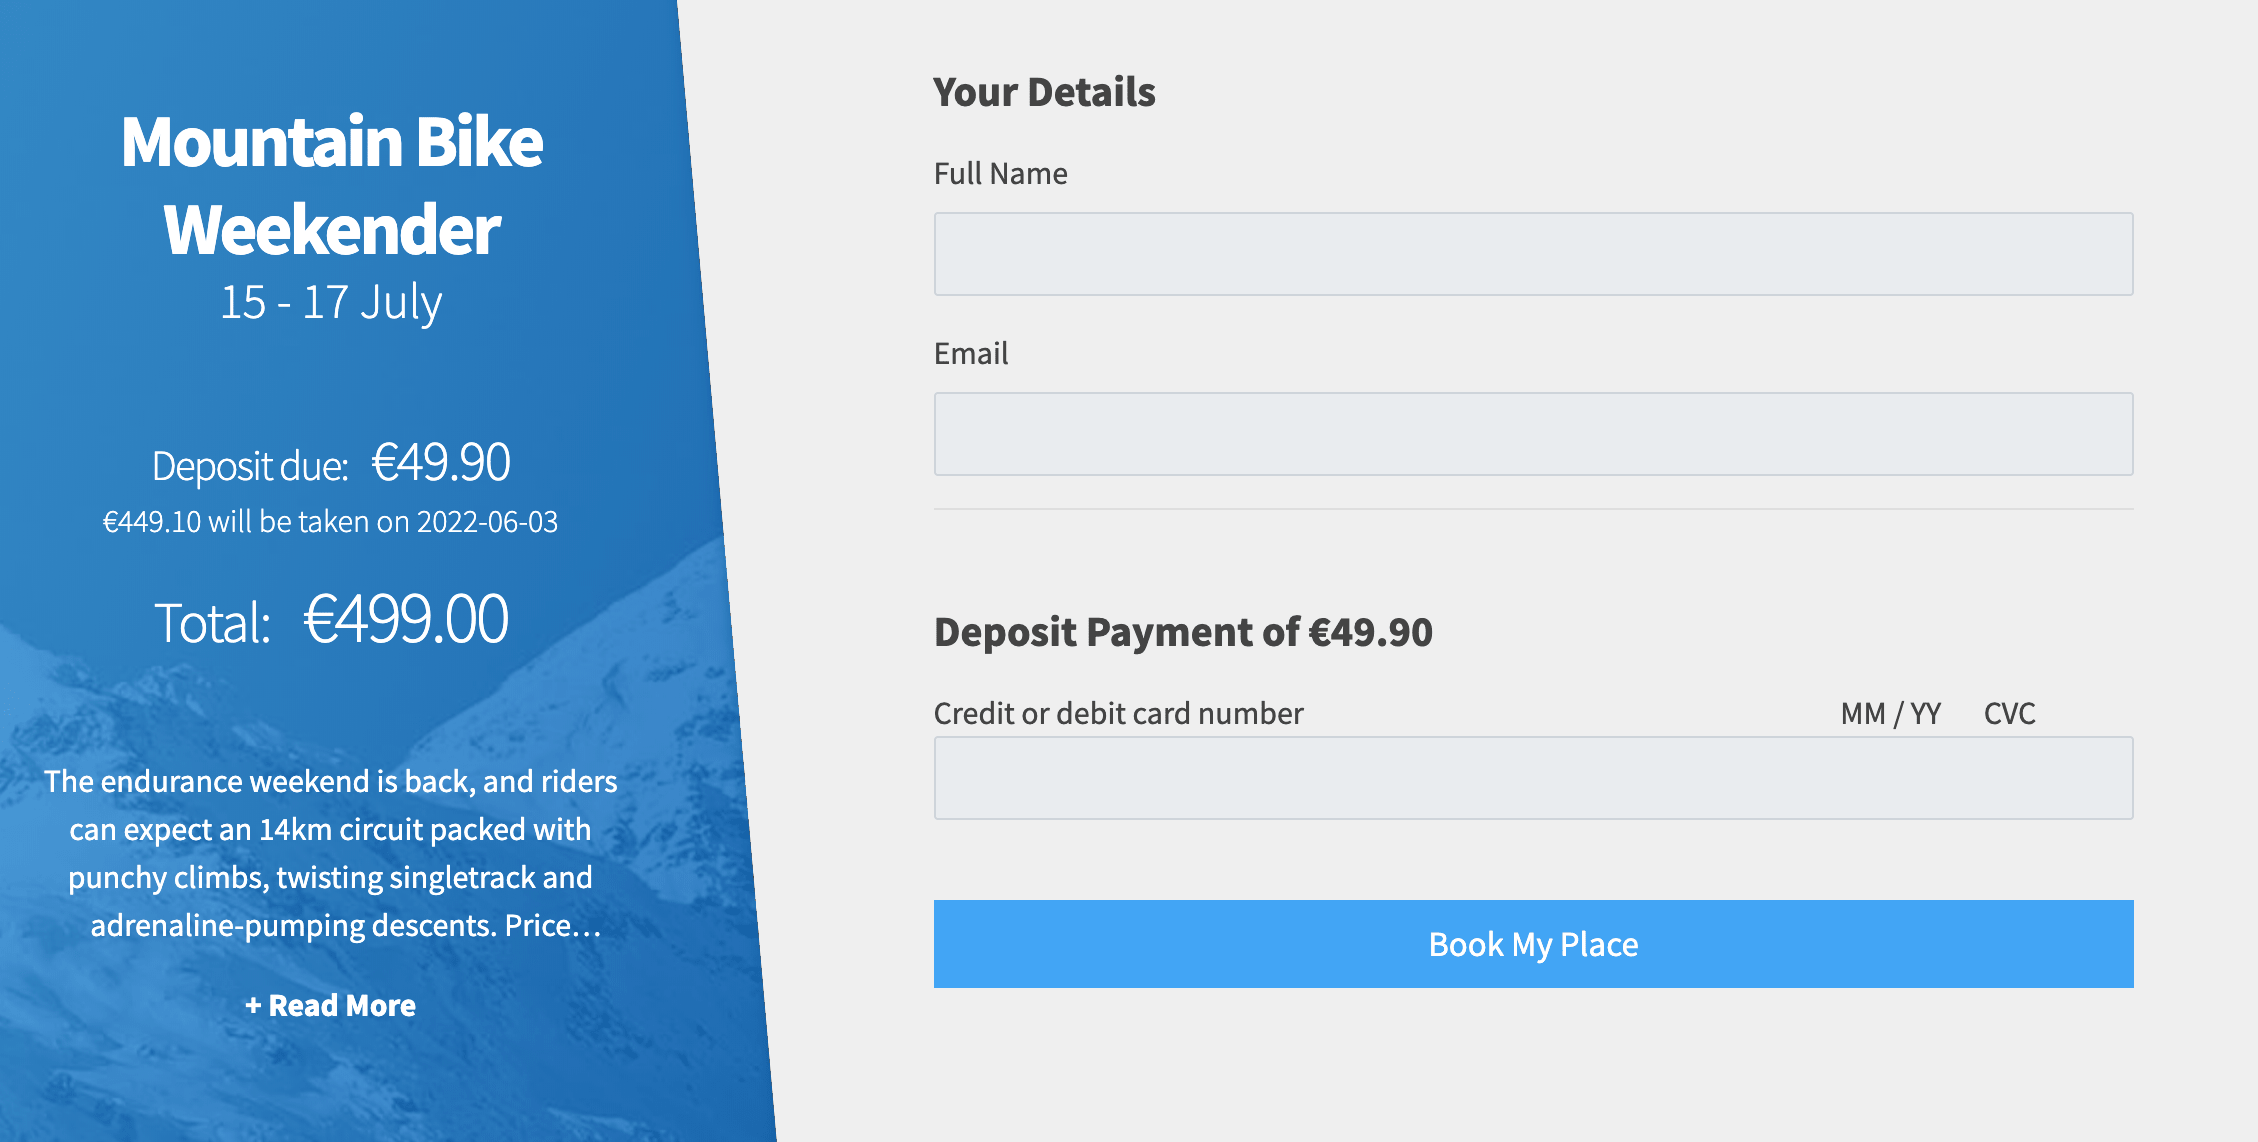 Mountain Bike
Weekender
15 - 17 July
Deposit due: €49.90
€449.10 will be taken on 2022-06-03
Total: €499.00
The endurance weekend is back, and riders
can expect an 14km circuit packed with
punchy climbs, twisting singletrack and
adrenaline-pumping descents. Price…
+ Read More
Your Details
Full Name
Email
Deposit Payment of €49.90
Credit or debit card number MM / YY CVC
Book My Place